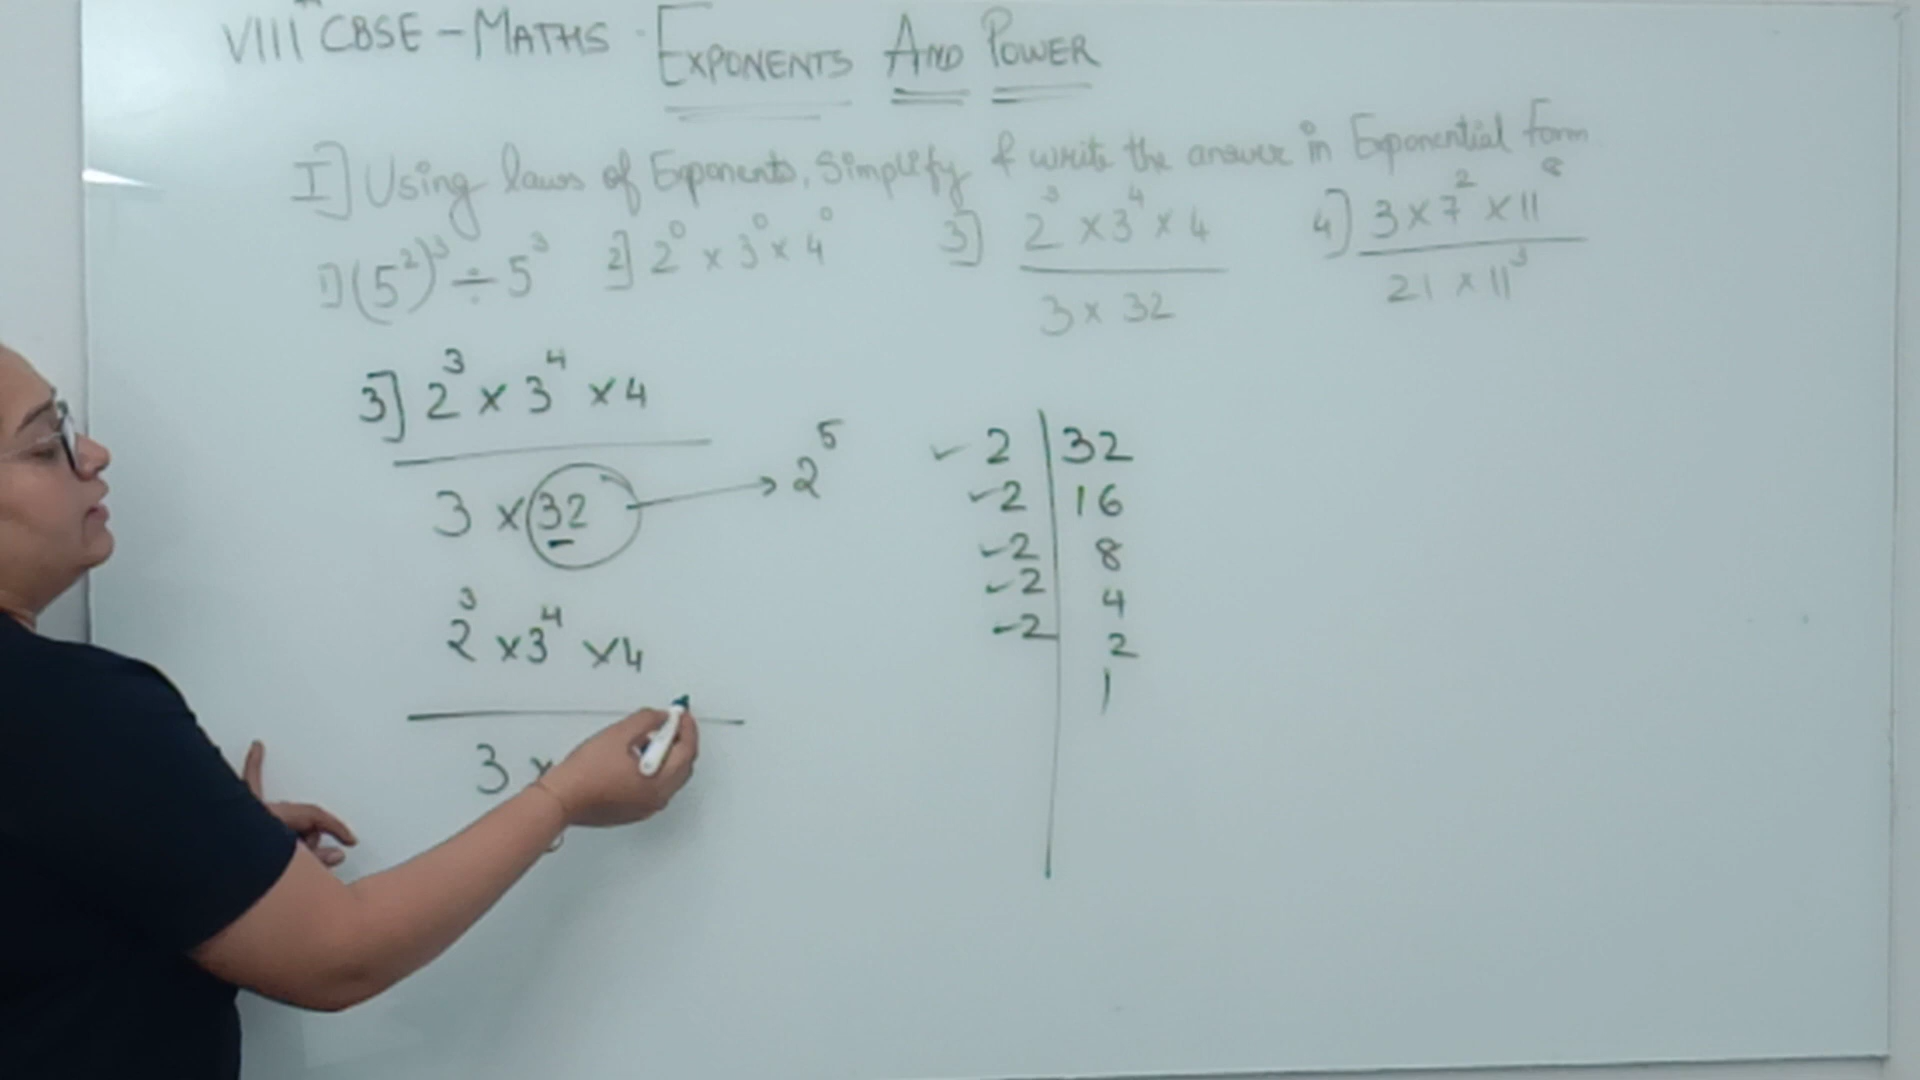 VIII CBSE - MATHS · EXPONENTS AND POWER
I] Using laws of Exponents, Simplify & write the answer in Exponential form
1) (5²)³ ÷ 5³ 2] 2⁰ × 3⁰ × 4⁰ 3] 2³ × 3⁴ × 4 4] 3 × 7² × 11⁸
3 × 32 21 × 11³
3] 2³ × 3⁴ × 4
3 × 32 → 2⁵
2³ × 3⁴ × 4
3 ×
2 | 32
2 | 16
2 | 8
2 | 4
2 | 2
1